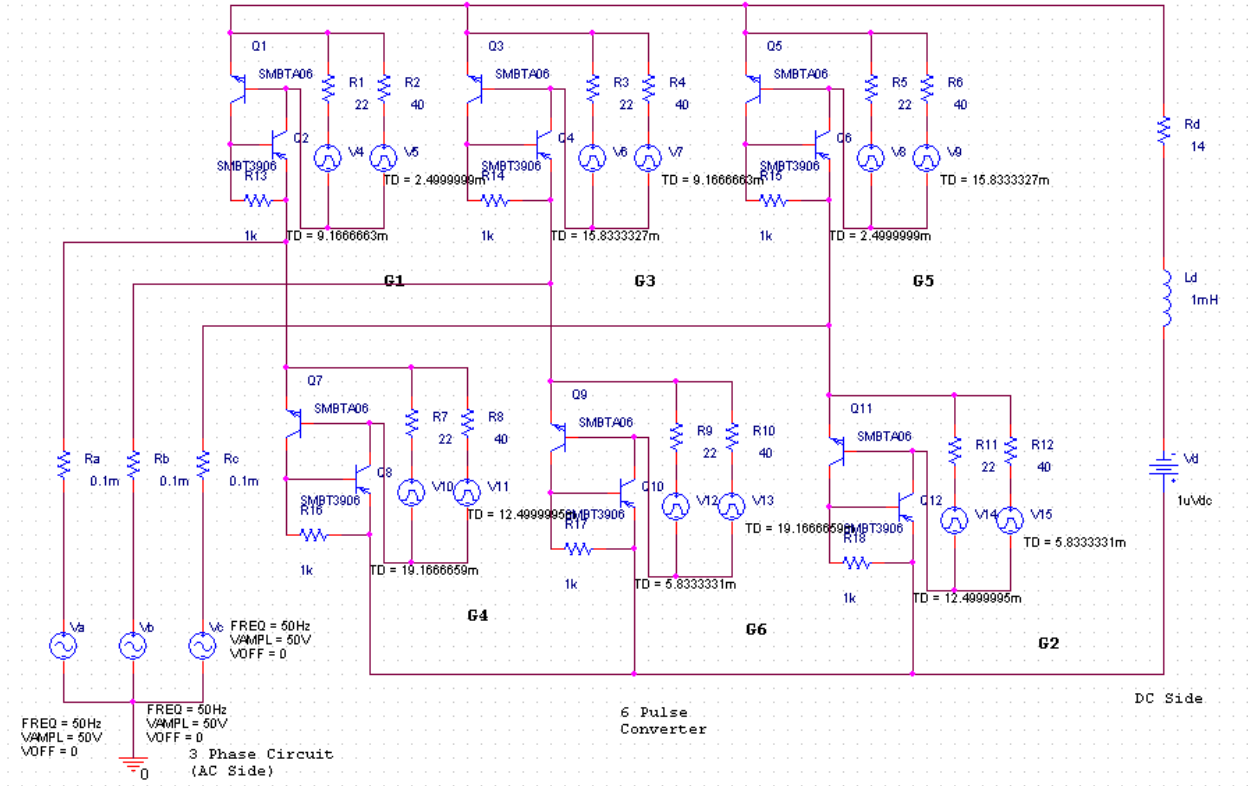 Q1
Q3
Q5
SMBTA06
SMBTA06
SMBTA06
R1
R2
R3
R4
R5
R6
22
40
22
40
22
40
Rd
14
Q2
Q4
Q6
V4
V5
V6
V7
V8
V9
SMBT3906
SMBT3906
SMBT3906
R13
TD = 2.4999999m
R14
TD = 9.1666663m
R15
TD = 15.8333327m
1k
TD = 9.1666663m
1k
TD = 15.8333327m
1k
TD = 2.4999999m
G1
G3
G5
Ld
1mH
Q7
Q9
Q11
SMBTA06
SMBTA06
SMBTA06
R7
R8
R9
R10
R11
R12
22
40
22
40
22
40
Ra
Rb
Rc
0.1m
0.1m
0.1m
Q8
Q10
Q12
V10
V11
V12
V13
V14
V15
Vd
1uVdc
SMBT3906
SMBT3906
SMBT3906
R16
R17
TD = 19.1666659m
R18
TD = 5.8333331m
1k
TD = 19.1666659m
1k
TD = 5.8333331m
1k
TD = 12.4999995m
G4
G6
G2
Va
Vb
Vc
FREQ = 50Hz
VAMPL = 50V
VOFF = 0
DC Side
FREQ = 50Hz
VAMPL = 50V
VOFF = 0
FREQ = 50Hz
VAMPL = 50V
VOFF = 0
6 Pulse
Converter
3 Phase Circuit
(AC Side)
0